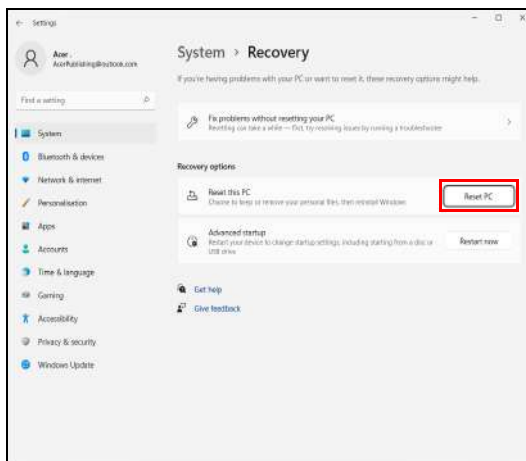 Settings
Acer .
AcerPublishing@outlook.com
Find a setting
System
Bluetooth & devices
Network & internet
Personalisation
Apps
Accounts
Time & language
Gaming
Accessibility
Privacy & security
Windows Update
System > Recovery
If you're having problems with your PC or want to reset it, these recovery options might help.
Fix problems without resetting your PC
Resetting can take a while — first, try resolving issues by running a troubleshooter
Recovery options
Reset this PC
Choose to keep or remove your personal files, then reinstall Windows
Reset PC
Advanced startup
Restart your device to change startup settings, including starting from a disc or
USB drive
Restart now
Get help
Give feedback